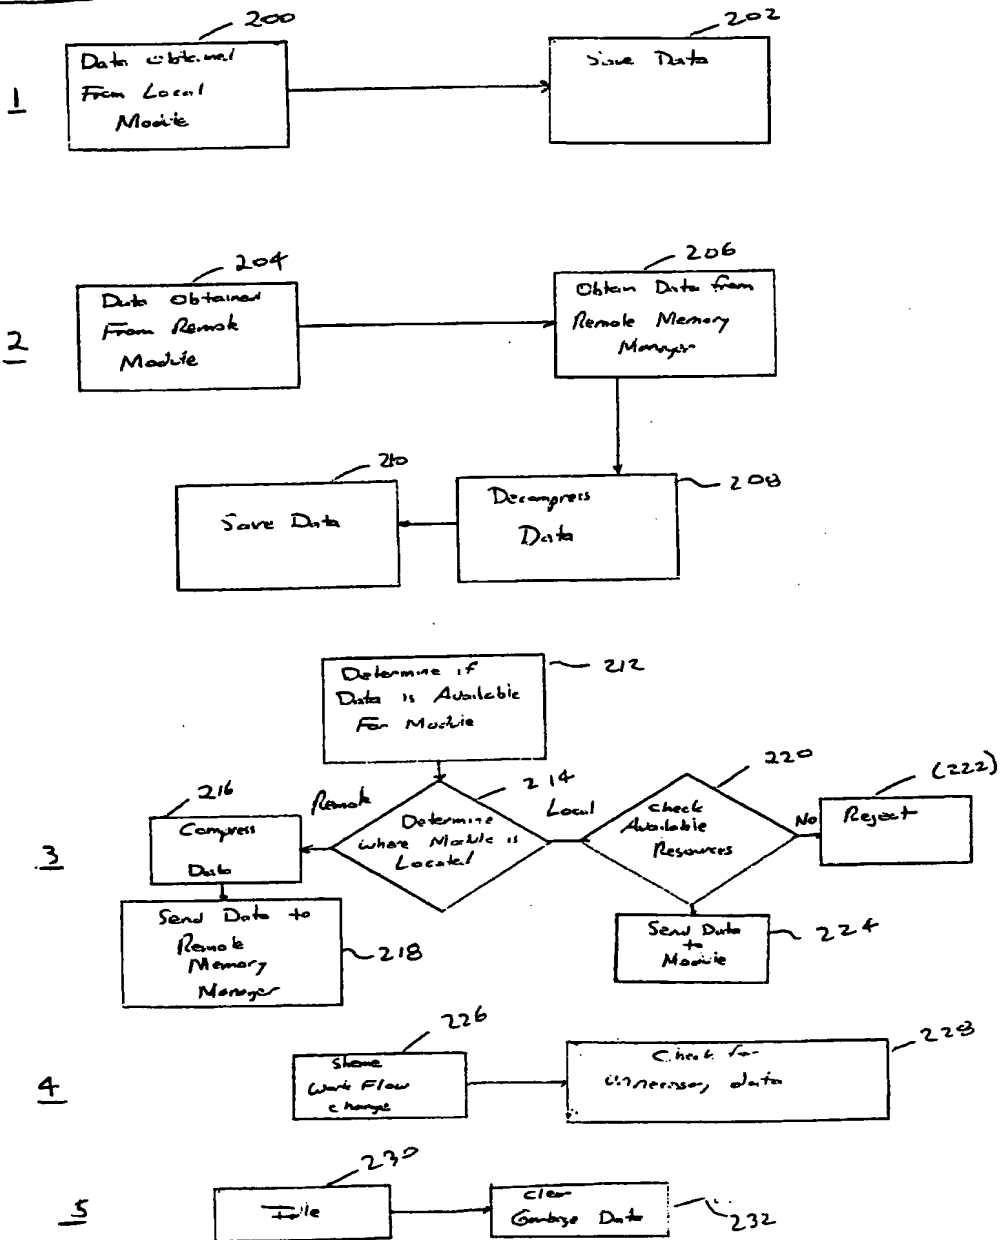 200
202
Data Obtained
From Local
Module
Save Data
1
204
206
Data Obtained
From Remote
Module
Obtain Data from
Remote Memory
Manager
2
210
208
Save Data
Decompress
Data
212
Determine if
Data is Available
For Module
216
Remote
214
Local
220
(222)
Compress
Data
Determine
where Module is
Located
Check
Available
Resources
No
Reject
3
Send Data to
Remote
Memory
Manager
218
Send Data
to
Module
224
226
228
Work Flow
change
Check for
unnecessary data
4
230
Idle
Clear
Garbage Data
232
5